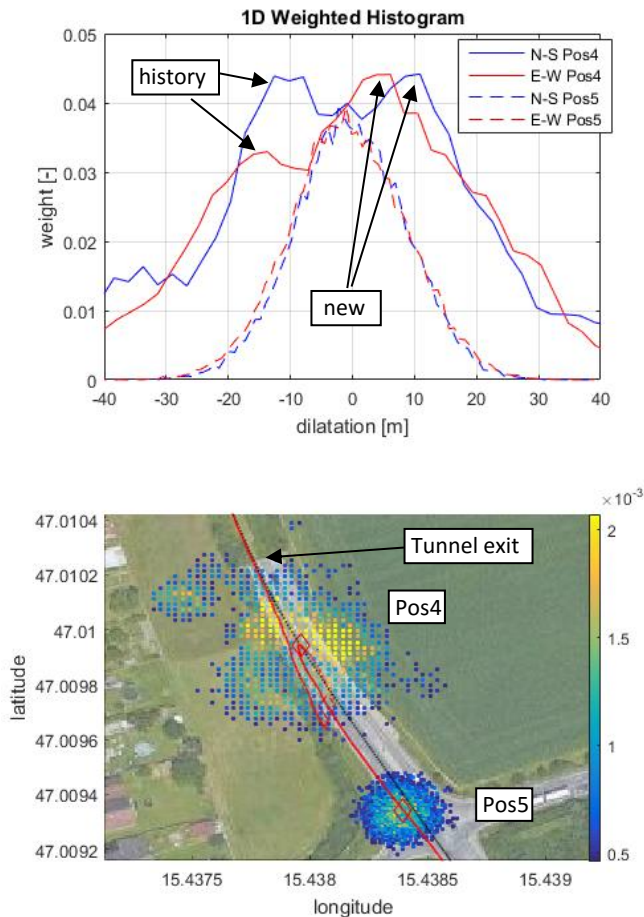 1D Weighted Histogram
0.05
0.04
0.03
0.02
0.01
0
weight [-]
-40
-30
-20
-10
0
10
20
30
40
dilatation [m]
history
new
N-S Pos4
E-W Pos4
N-S Pos5
E-W Pos5
47.0104
47.0102
47.01
47.0098
47.0096
47.0094
47.0092
latitude
15.4375
15.438
15.4385
15.439
longitude
Tunnel exit
Pos4
Pos5
×10⁻³
2
1.5
1
0.5